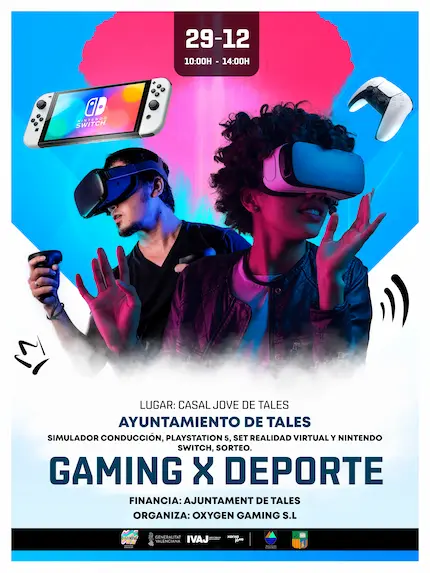 29-12
10:00H - 14:00H
NINTENDO
SWITCH
LUGAR: CASAL JOVE DE TALES
AYUNTAMIENTO DE TALES
SIMULADOR CONDUCCIÓN, PLAYSTATION 5, SET REALIDAD VIRTUAL Y NINTENDO
SWITCH, SORTEO.
GAMING X DEPORTE
FINANCIA: AJUNTAMENT DE TALES
ORGANIZA: OXYGEN GAMING S.L
GENERALITAT
VALENCIANA
IVAJ